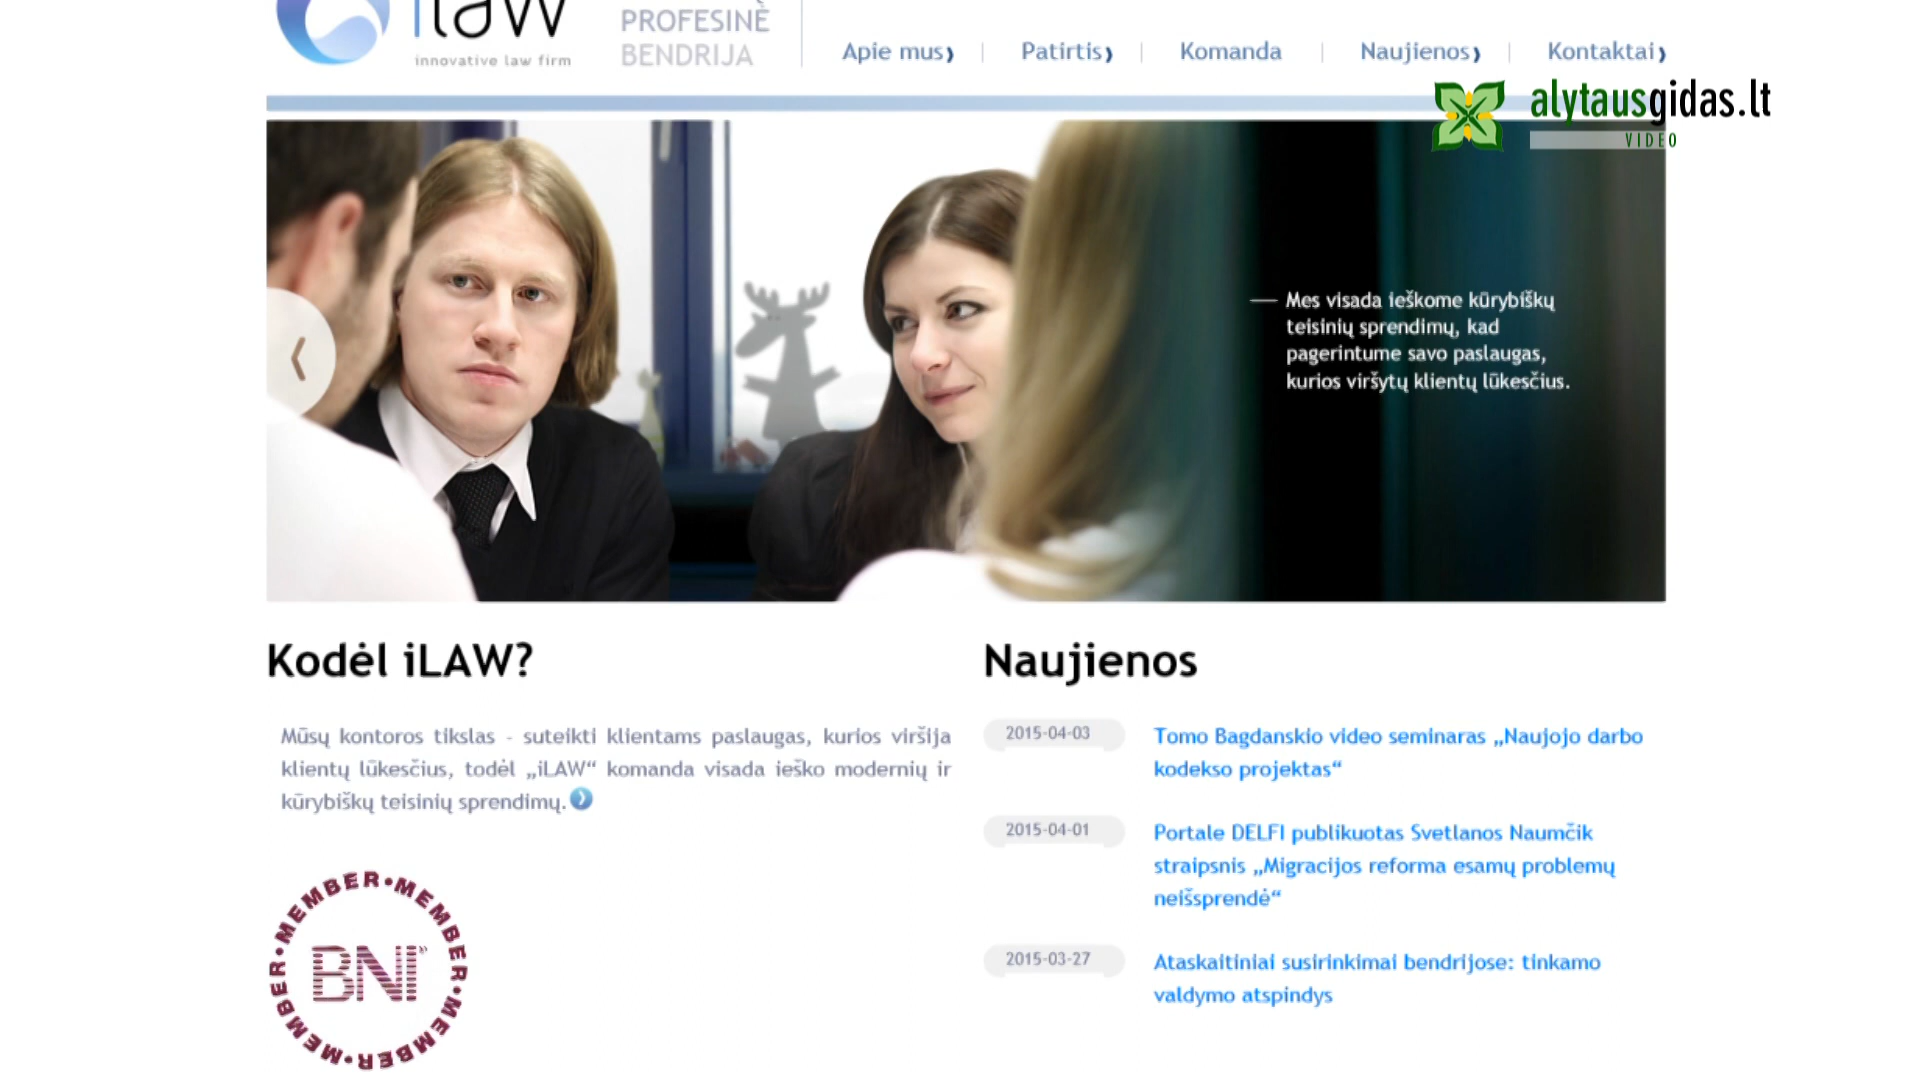 iLaw
innovative law firm
PROFESINĖ
BENDRIJA
Apie mus
Patirtis
Komanda
Naujienos
Kontaktai
alytausgidas.lt
VIDEO
— Mes visada ieškome kūrybiškų
teisinių sprendimų, kad
pagerintume savo paslaugas,
kurios viršytų klientų lūkesčius.
Kodėl iLAW?
Mūsų kontoros tikslas - suteikti klientams paslaugas, kurios viršija
klientų lūkesčius, todėl „iLAW“ komanda visada ieško modernių ir
kūrybiškų teisinių sprendimų.
MEMBER•MEMBER•MEMBER•MEMBER•MEMBER•
BNI
Naujienos
2015-04-03
Tomo Bagdanskio video seminaras „Naujojo darbo
kodekso projektas“
2015-04-01
Portale DELFI publikuotas Svetlanos Naumčik
straipsnis „Migracijos reforma esamų problemų
neišsprendė“
2015-03-27
Ataskaitiniai susirinkimai bendrijose: tinkamo
valdymo atspindys